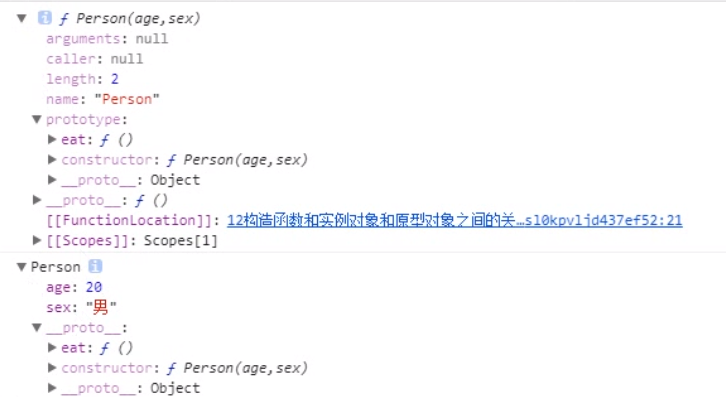 ▼ i ƒ Person(age,sex)
arguments: null
caller: null
length: 2
name: "Person"
▼ prototype:
▶ eat: ƒ ()
▶ constructor: ƒ Person(age,sex)
▶ __proto__: Object
▶ __proto__: ƒ ()
[[FunctionLocation]]: 12构造函数和实例对象和原型对象之间的关…sl0kpvljd437ef52:21
▶ [[Scopes]]: Scopes[1]
▼ Person i
age: 20
sex: "男"
▼ __proto__:
▶ eat: ƒ ()
▶ constructor: ƒ Person(age,sex)
▶ __proto__: Object